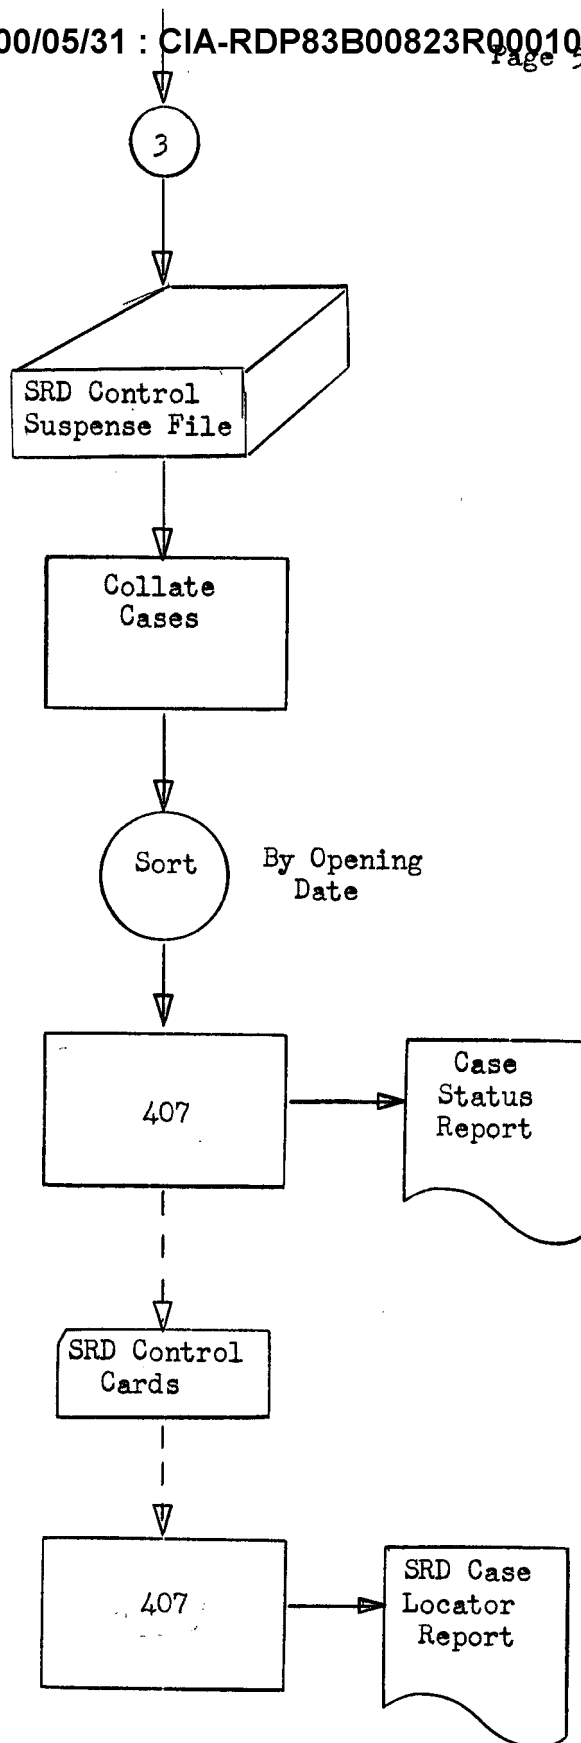 00/05/31 : CIA-RDP83B00823R00010
Page 5
3
SRD Control
Suspense File
Collate
Cases
Sort
By Opening
Date
407
Case
Status
Report
SRD Control
Cards
407
SRD Case
Locator
Report